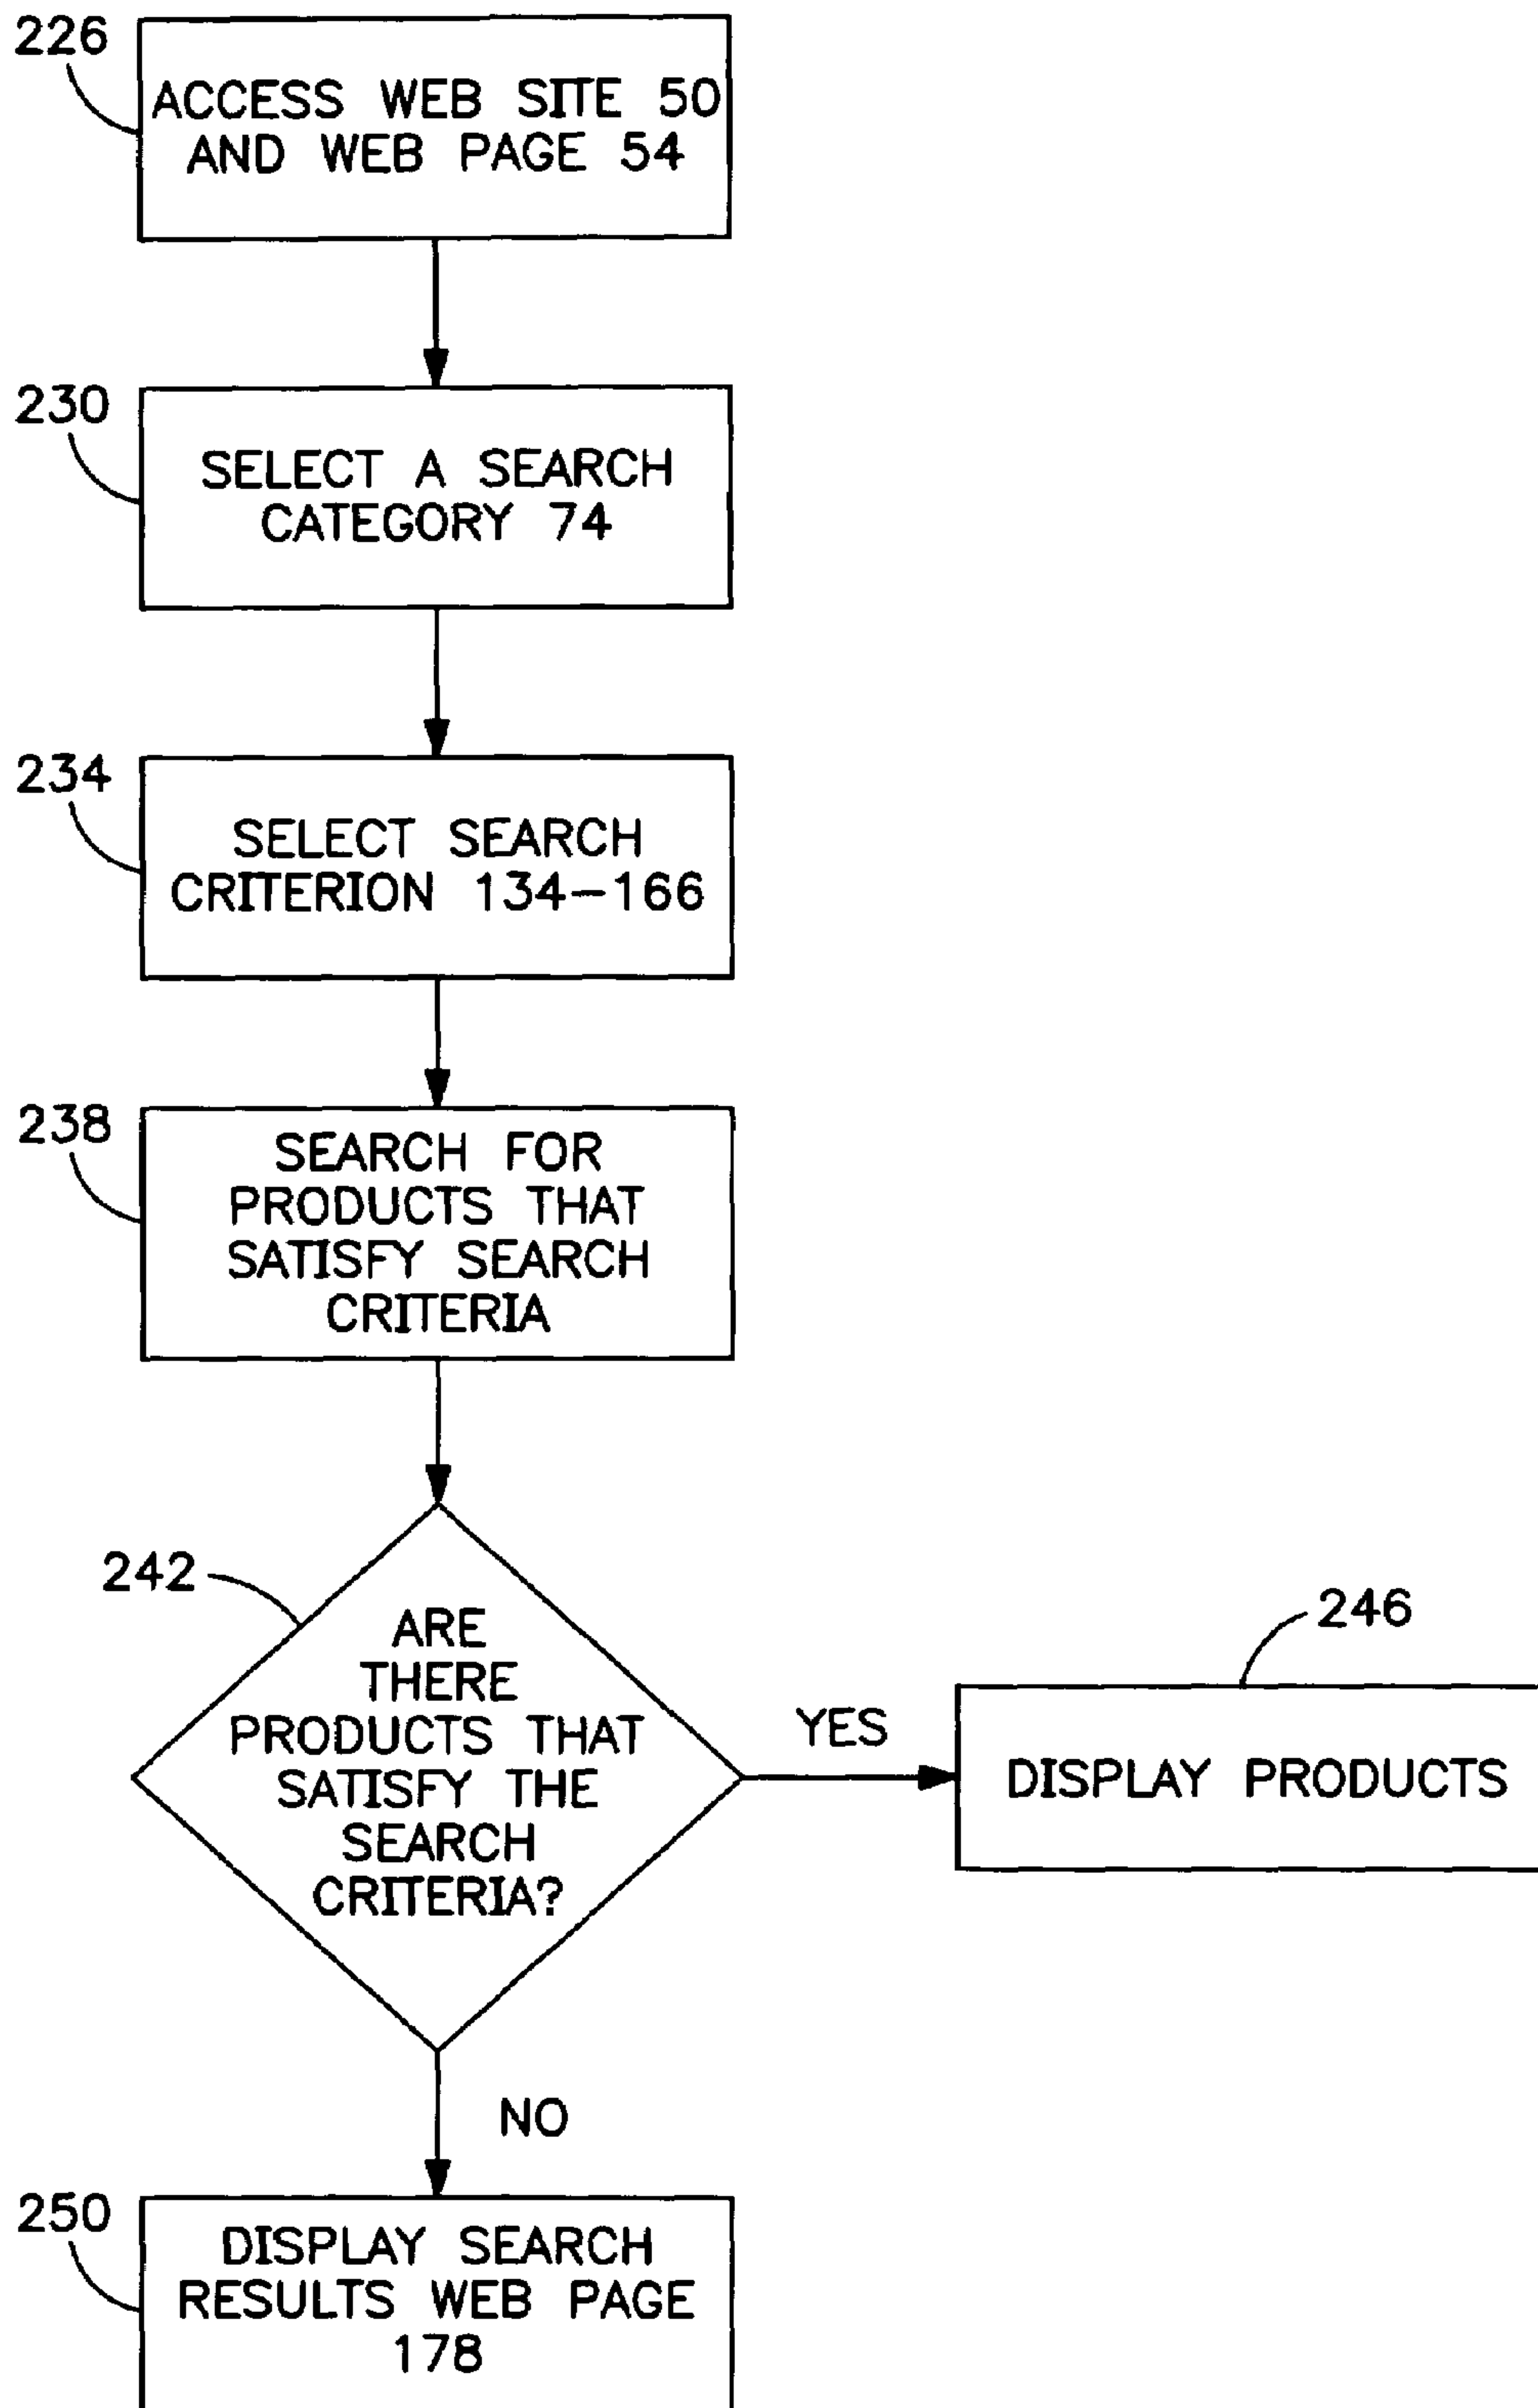 226
ACCESS WEB SITE 50
AND WEB PAGE 54
230
SELECT A SEARCH
CATEGORY 74
234
SELECT SEARCH
CRITERION 134-166
238
SEARCH FOR
PRODUCTS THAT
SATISFY SEARCH
CRITERIA
242
ARE
THERE
PRODUCTS THAT
SATISFY THE
SEARCH
CRITERIA?
YES
246
DISPLAY PRODUCTS
NO
250
DISPLAY SEARCH
RESULTS WEB PAGE
178